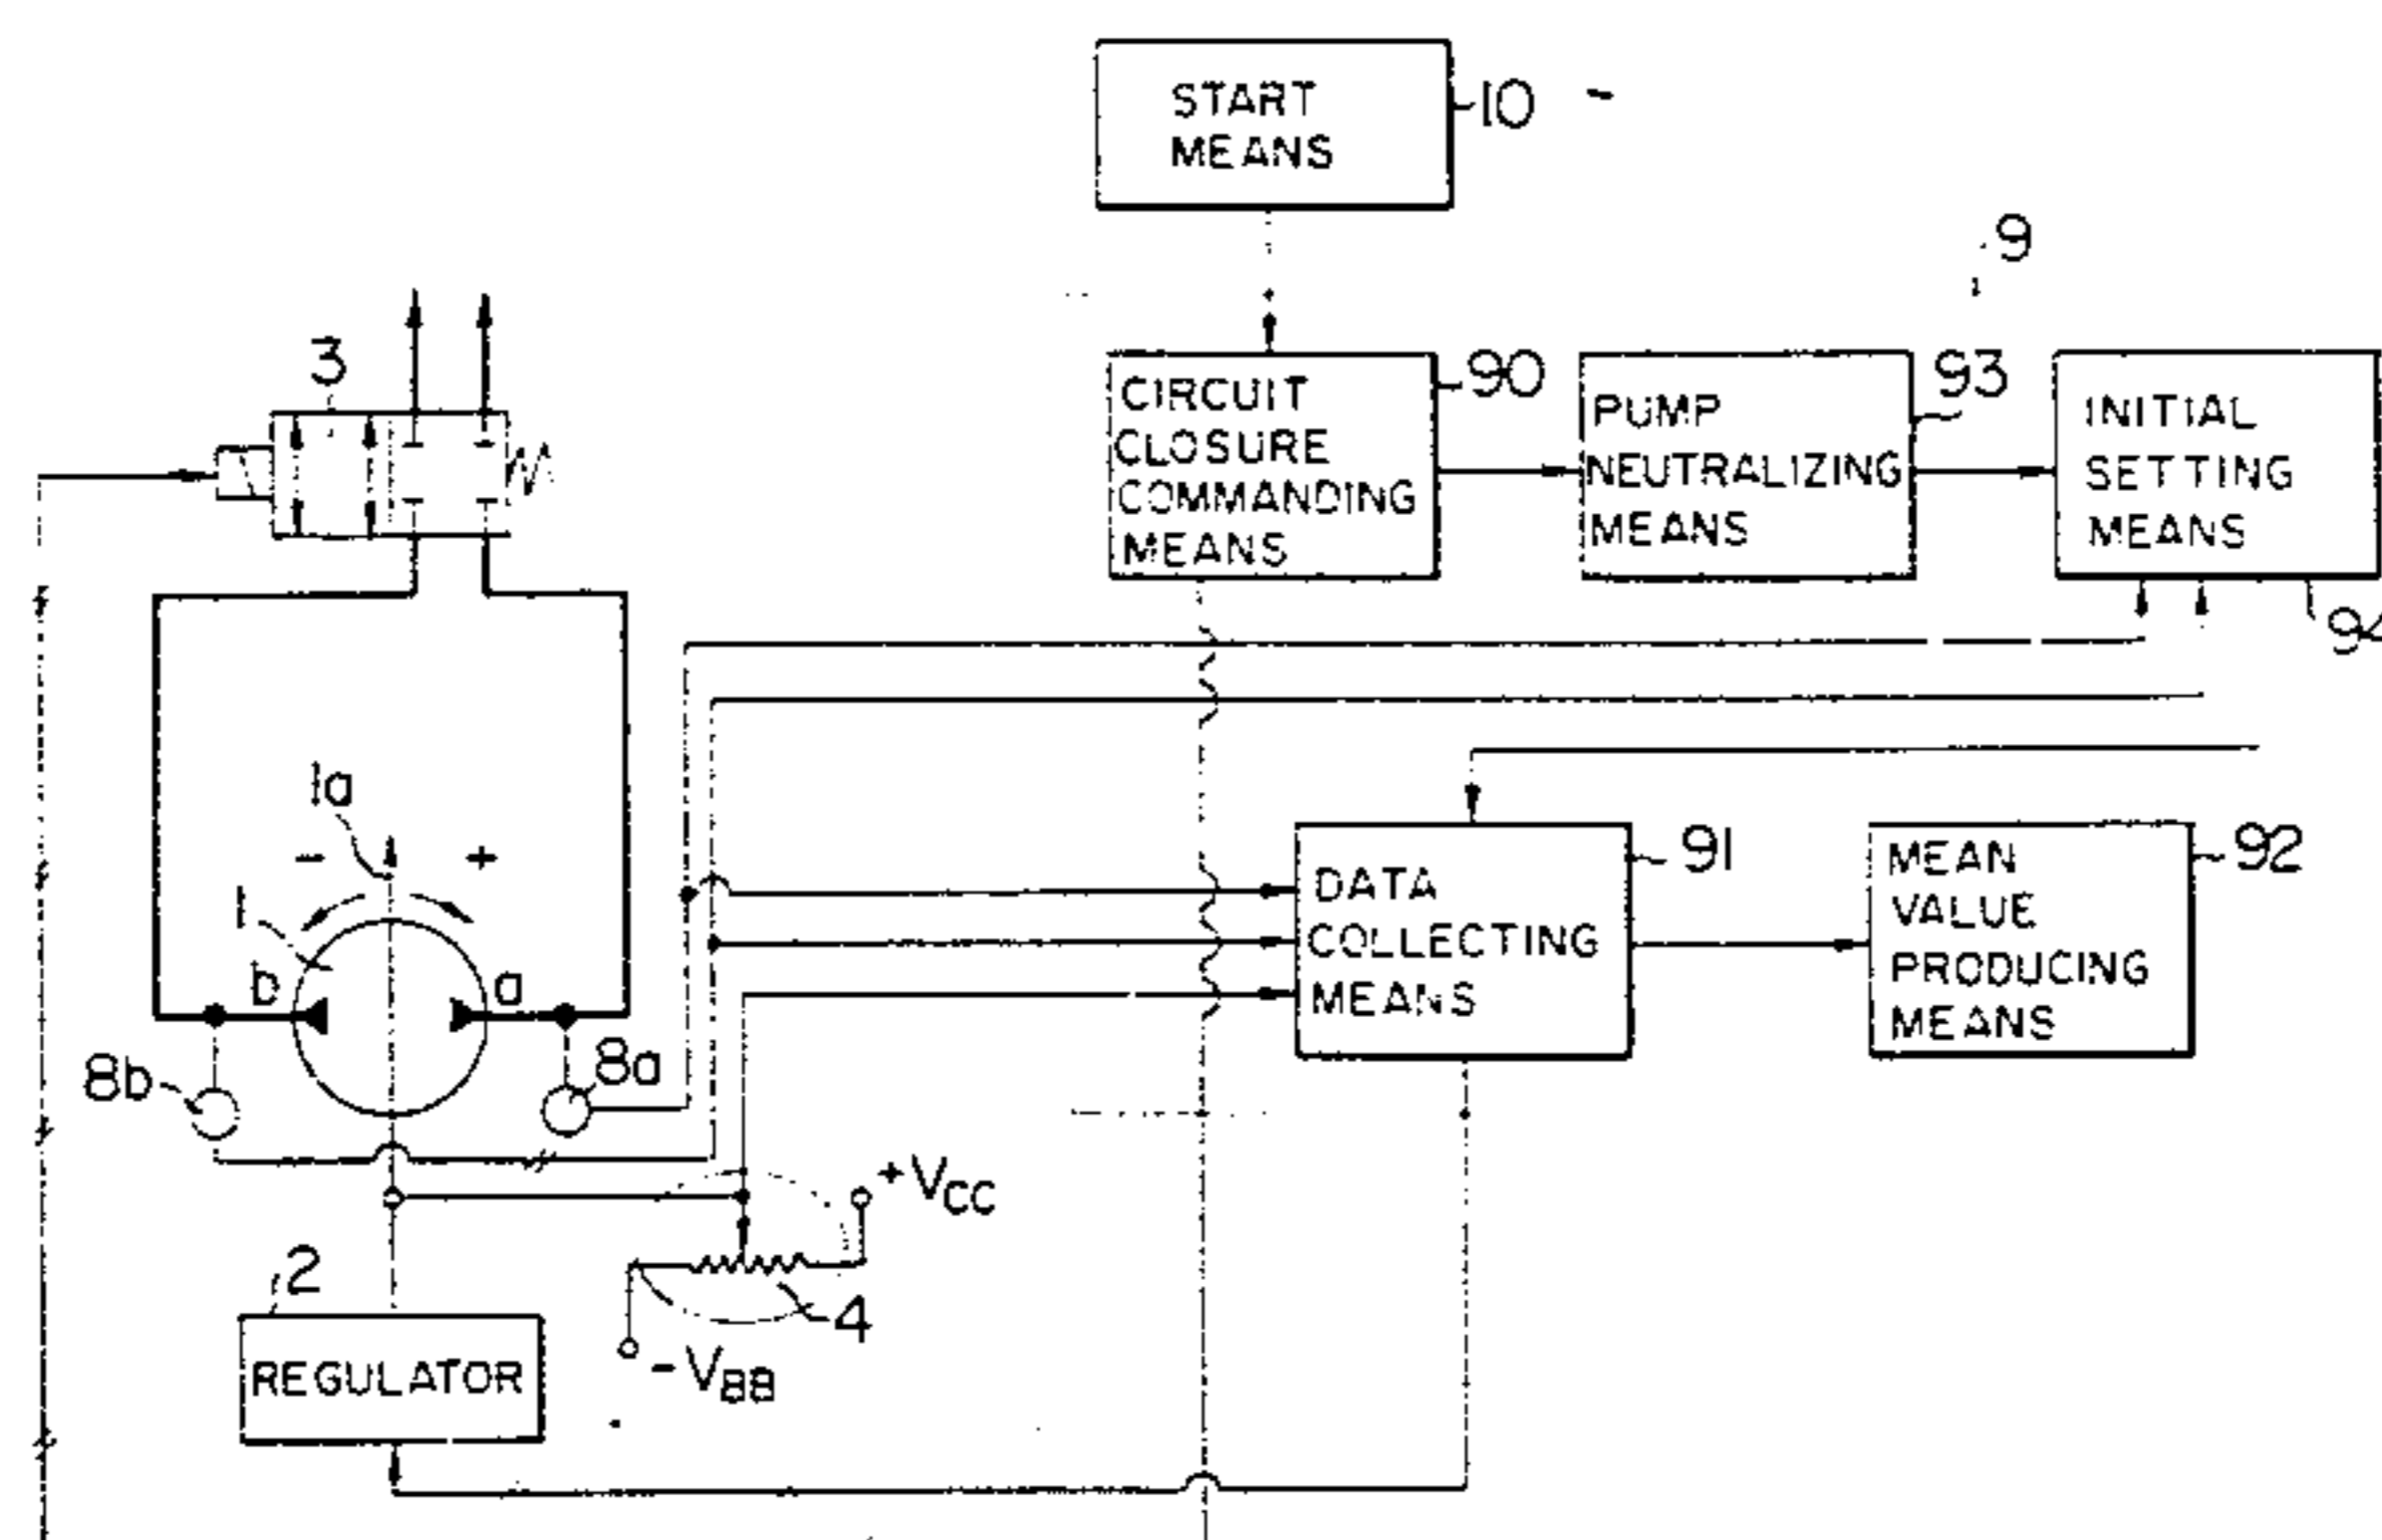 START
MEANS
10
9
3
CIRCUIT
CLOSURE
COMMANDING
MEANS
90
PUMP
NEUTRALIZING
MEANS
93
INITIAL
SETTING
MEANS
1a
- +
1
b a
8b
8a
DATA
COLLECTING
MEANS
91
MEAN
VALUE
PRODUCING
MEANS
92
+VCC
4
-VBB
2
REGULATOR